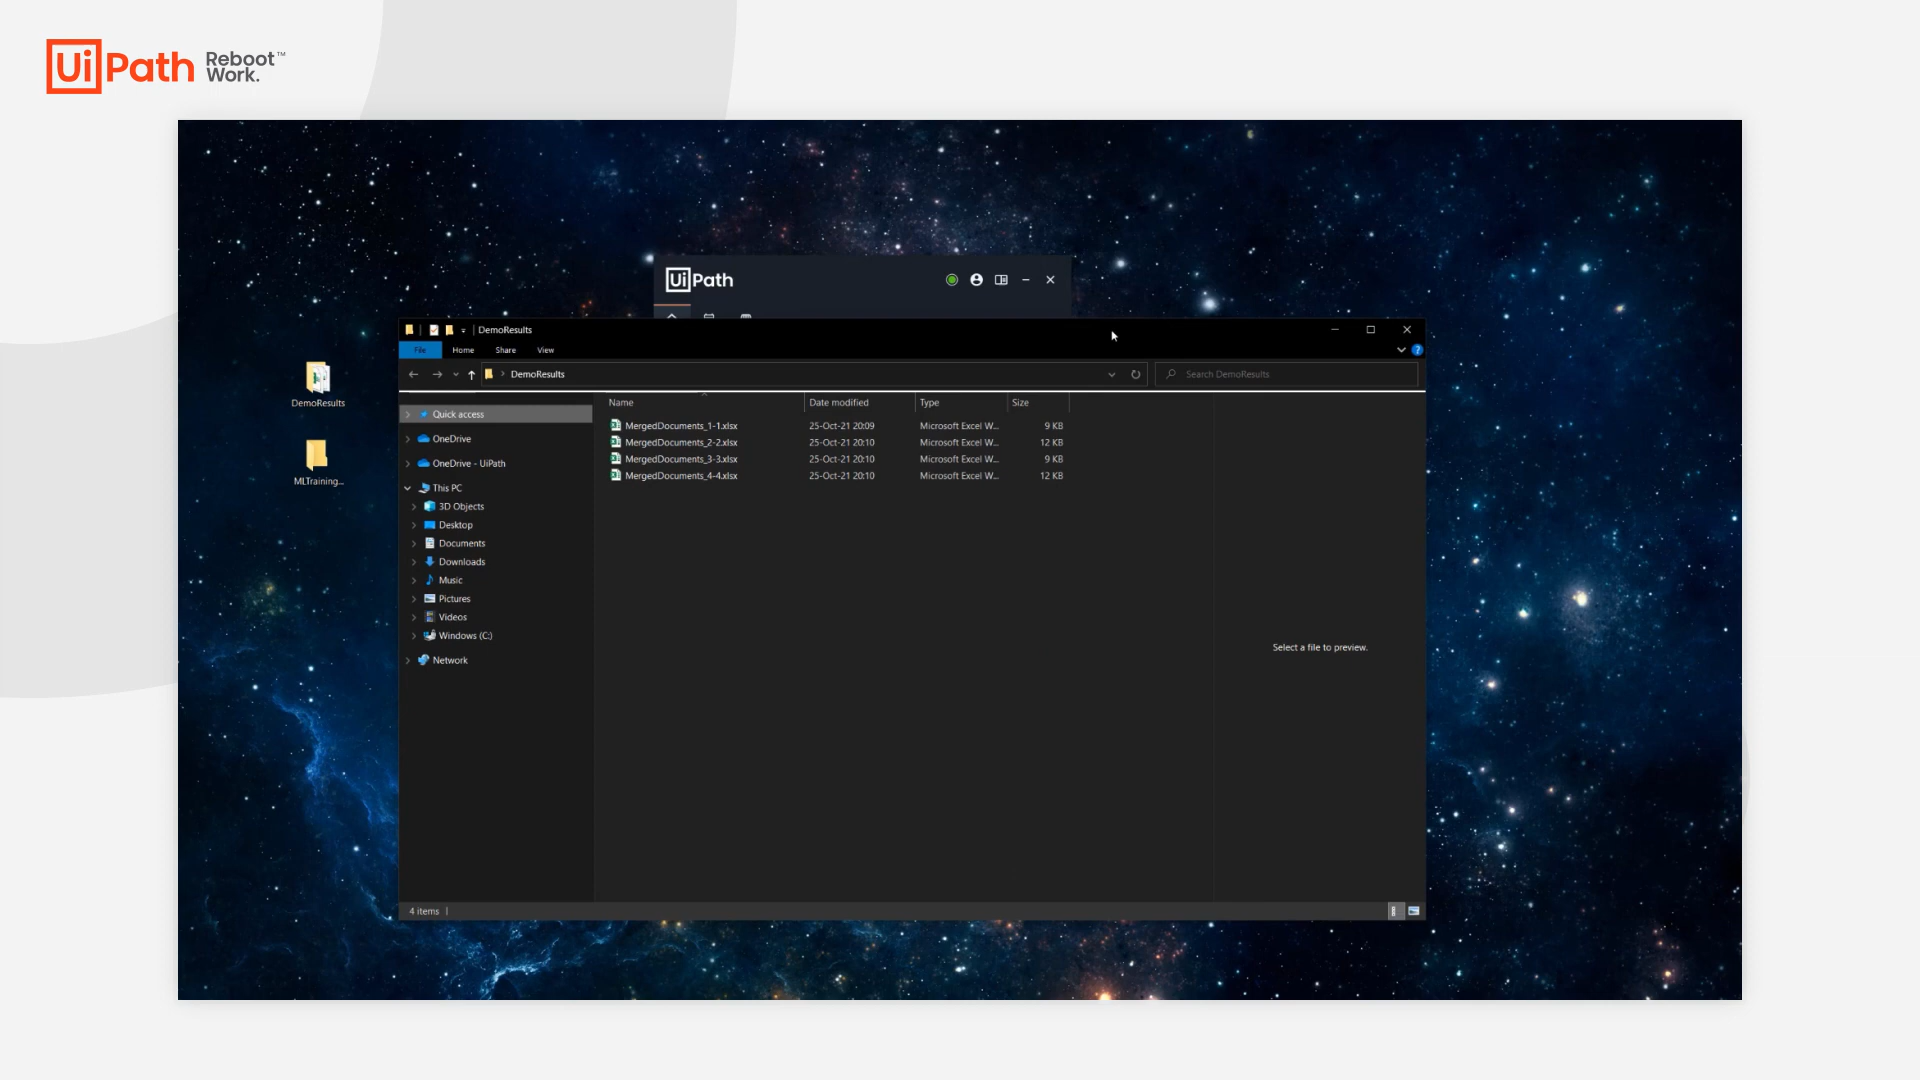 UiPath Reboot Work.™
UiPath
DemoResults
File Home Share View
DemoResults
Search DemoResults
Name Date modified Type Size
MergedDocuments_1-1.xlsx 25-Oct-21 20:09 Microsoft Excel W... 9 KB
MergedDocuments_2-2.xlsx 25-Oct-21 20:10 Microsoft Excel W... 12 KB
MergedDocuments_3-3.xlsx 25-Oct-21 20:10 Microsoft Excel W... 9 KB
MergedDocuments_4-4.xlsx 25-Oct-21 20:10 Microsoft Excel W... 12 KB
Quick access
OneDrive
OneDrive - UiPath
This PC
3D Objects
Desktop
Documents
Downloads
Music
Pictures
Videos
Windows (C:)
Network
Select a file to preview.
4 items
DemoResults
MLTraining...